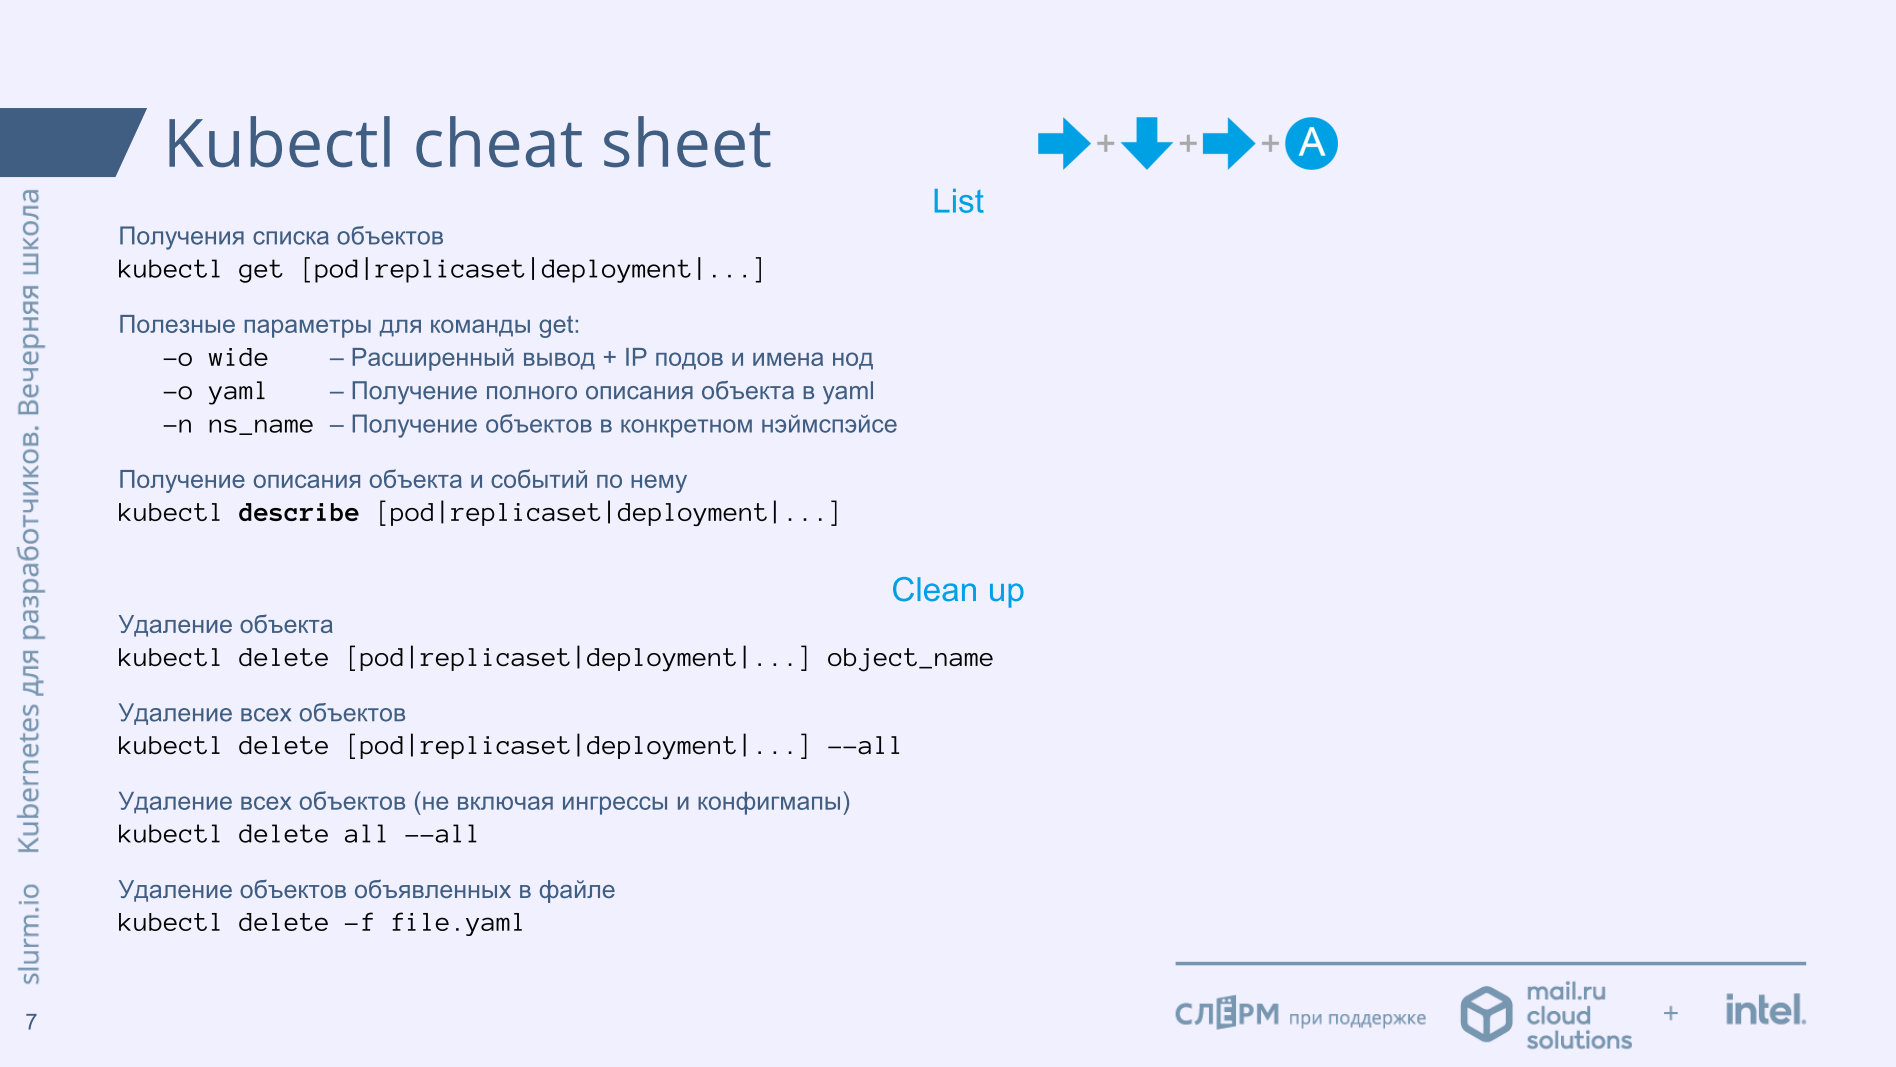 Kubectl cheat sheet
+ + + A
List
Получения списка объектов
kubectl get [pod|replicaset|deployment|...]
Полезные параметры для команды get:
-o wide – Расширенный вывод + IP подов и имена нод
-o yaml – Получение полного описания объекта в yaml
-n ns_name – Получение объектов в конкретном нэймспэйсе
Получение описания объекта и событий по нему
kubectl describe [pod|replicaset|deployment|...]
Clean up
Удаление объекта
kubectl delete [pod|replicaset|deployment|...] object_name
Удаление всех объектов
kubectl delete [pod|replicaset|deployment|...] --all
Удаление всех объектов (не включая ингрессы и конфигмапы)
kubectl delete all --all
Удаление объектов объявленных в файле
kubectl delete -f file.yaml
slurm.io Kubernetes для разработчиков. Вечерняя школа
7
СЛЁРМ при поддержке
mail.ru
cloud
solutions
+
intel.